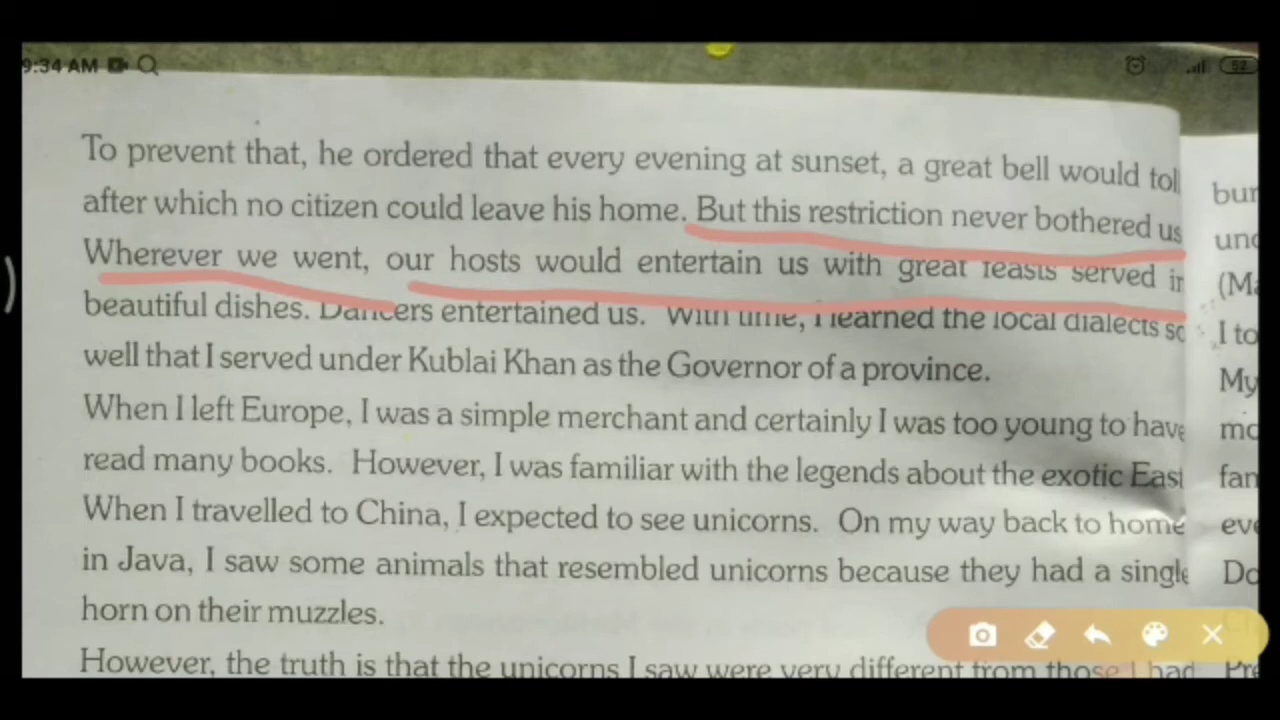 9:34 AM
52
To prevent that, he ordered that every evening at sunset, a great bell would toll
after which no citizen could leave his home. But this restriction never bothered us
Wherever we went, our hosts would entertain us with great feasts served in
beautiful dishes. Dancers entertained us. With time, I learned the local dialects so
well that I served under Kublai Khan as the Governor of a province.
When I left Europe, I was a simple merchant and certainly I was too young to have
read many books. However, I was familiar with the legends about the exotic East
When I travelled to China, I expected to see unicorns. On my way back to home
in Java, I saw some animals that resembled unicorns because they had a single
horn on their muzzles.
However, the truth is that the unicorns I saw were very different from those I had
(Ma
I to
My